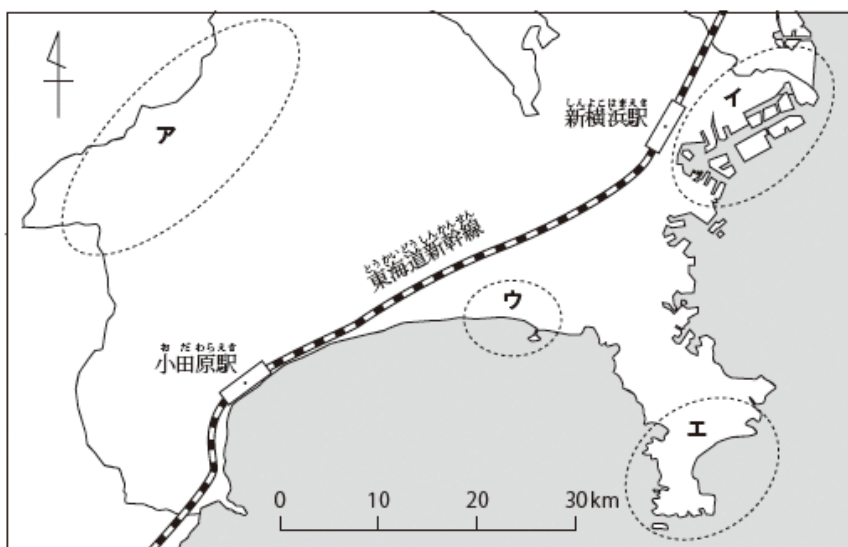 ア
イ
しんよこはまえき
新横浜駅
とうかいどうしんかんせん
東海道新幹線
ウ
おだわらえき
小田原駅
エ
0 10 20 30 km